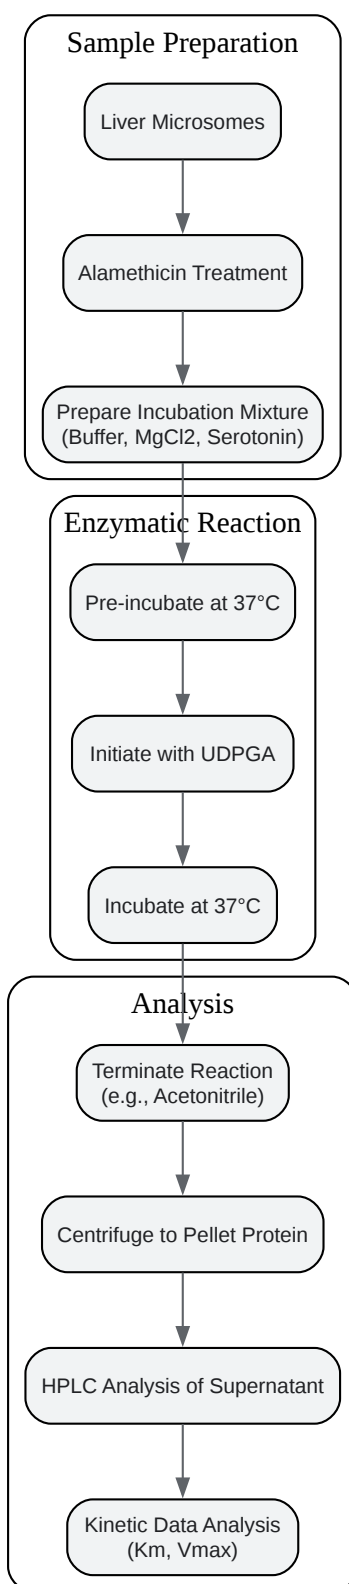 Sample Preparation
Liver Microsomes
Alamethicin Treatment
Prepare Incubation Mixture
(Buffer, MgCl2, Serotonin)
Enzymatic Reaction
Pre-incubate at 37°C
Initiate with UDPGA
Incubate at 37°C
Analysis
Terminate Reaction
(e.g., Acetonitrile)
Centrifuge to Pellet Protein
HPLC Analysis of Supernatant
Kinetic Data Analysis
(Km, Vmax)